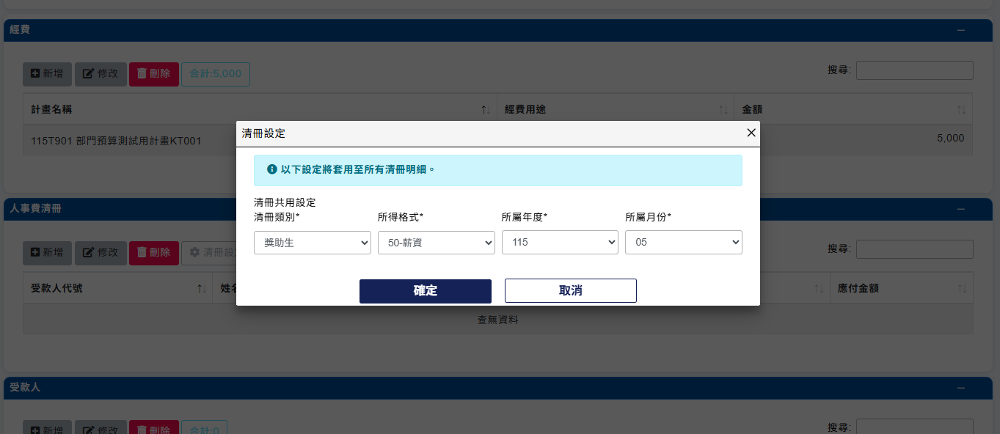 經費
新增 修改 刪除 合計:5,000 搜尋:
計畫名稱 經費用途 金額
115T901 部門預算測試用計畫KT001 5,000
清冊設定
以下設定將套用至所有清冊明細。
清冊共用設定
清冊類別* 所得格式* 所屬年度* 所屬月份*
獎助生 50-薪資 115 05
確定 取消
人事費清冊
新增 修改 刪除 清冊設 搜尋:
受款人代號 姓名 應付金額
查無資料
受款人
新增 修改 刪除 合計:0 搜尋: